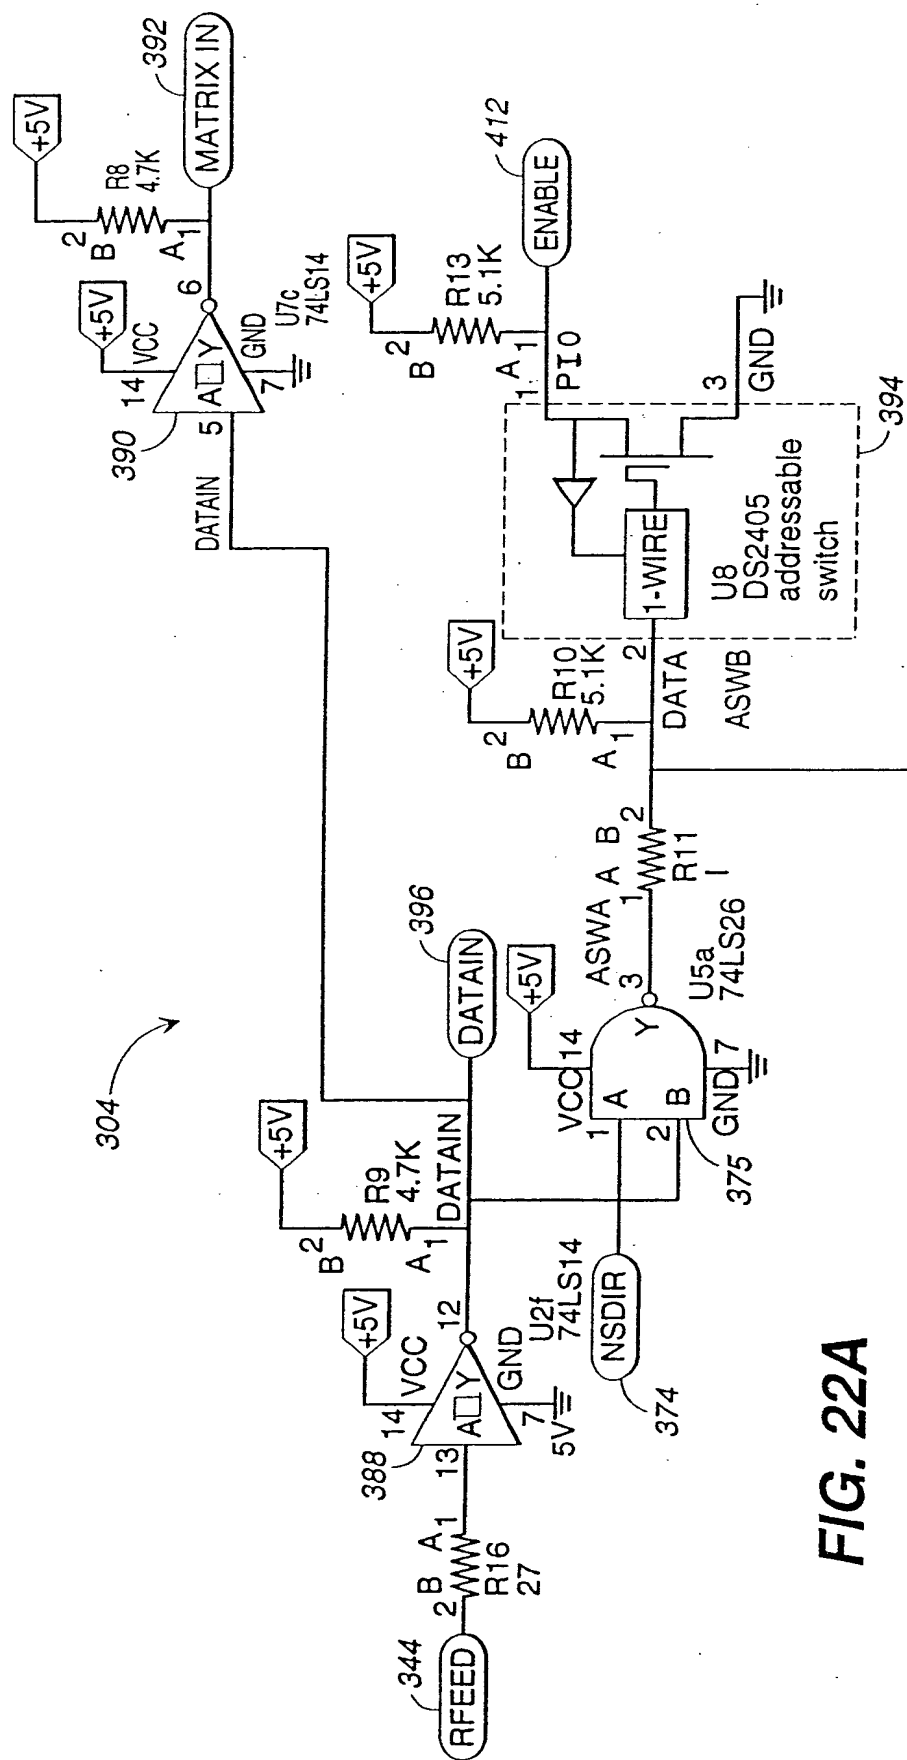 304
344
RFEED
2 B A 1
R16
27
388
13
A Y
14 VCC
+5V
12
GND
7
5V
U2f
74LS14
+5V
B 2
R9
4.7K
A 1
DATAIN
DATAIN
396
NSDIR
374
375
1 A
2 B
VCC 14
+5V
Y
GND 7
3
ASWA
U5a
74LS26
1 A B 2
R11
1
+5V
2
B
R10
5.1K
A 1
2
DATA
ASWB
1-WIRE
U8
DS2405
addressable
switch
394
1
PIO
3
GND
+5V
2
B
R13
5.1K
A 1
ENABLE
412
DATAIN
390
5
A Y
14 VCC
+5V
6
GND
7
U7c
74LS14
+5V
2
B
R8
4.7K
A 1
MATRIX IN
392
FIG. 22A